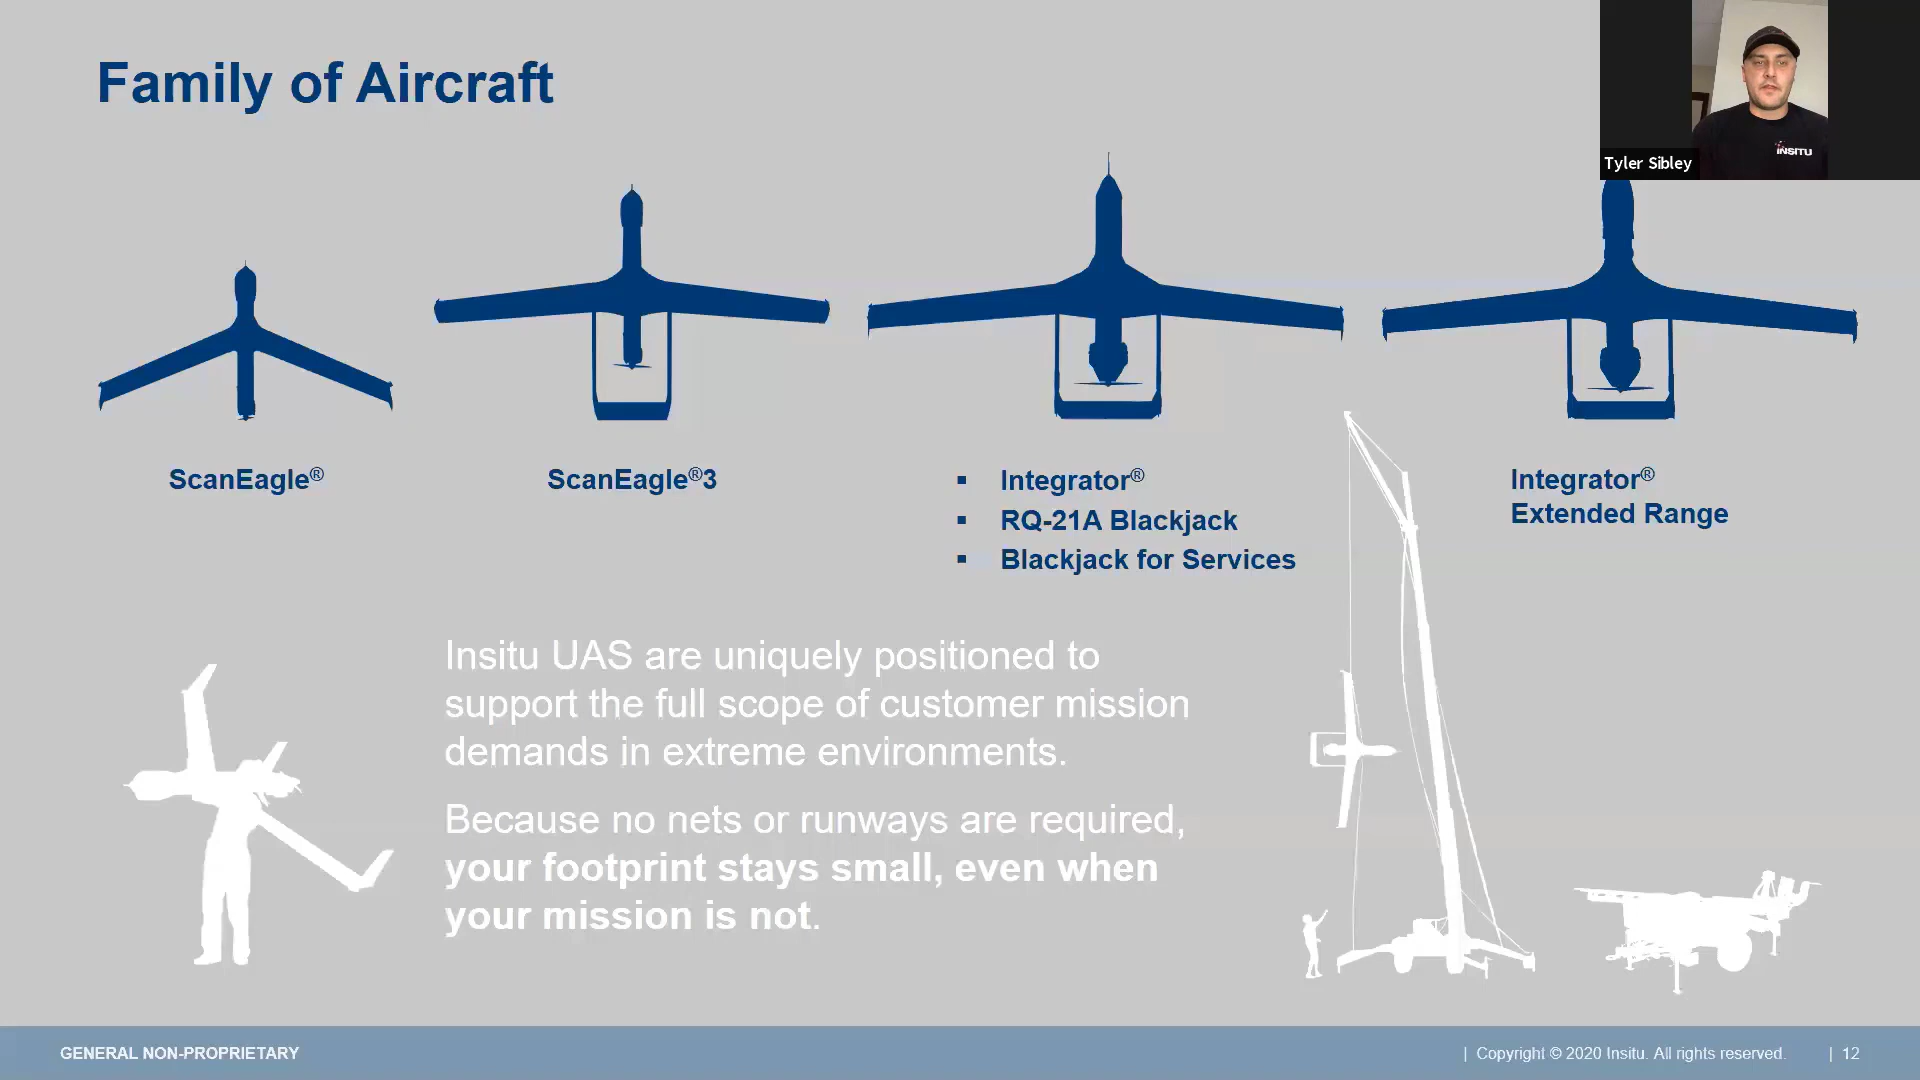 Family of Aircraft
INSITU
Tyler Sibley
ScanEagle®
ScanEagle®3
▪ Integrator®
▪ RQ-21A Blackjack
▪ Blackjack for Services
Integrator®
Extended Range
Insitu UAS are uniquely positioned to
support the full scope of customer mission
demands in extreme environments.
Because no nets or runways are required,
your footprint stays small, even when
your mission is not.
GENERAL NON-PROPRIETARY
| Copyright © 2020 Insitu. All rights reserved. | 12